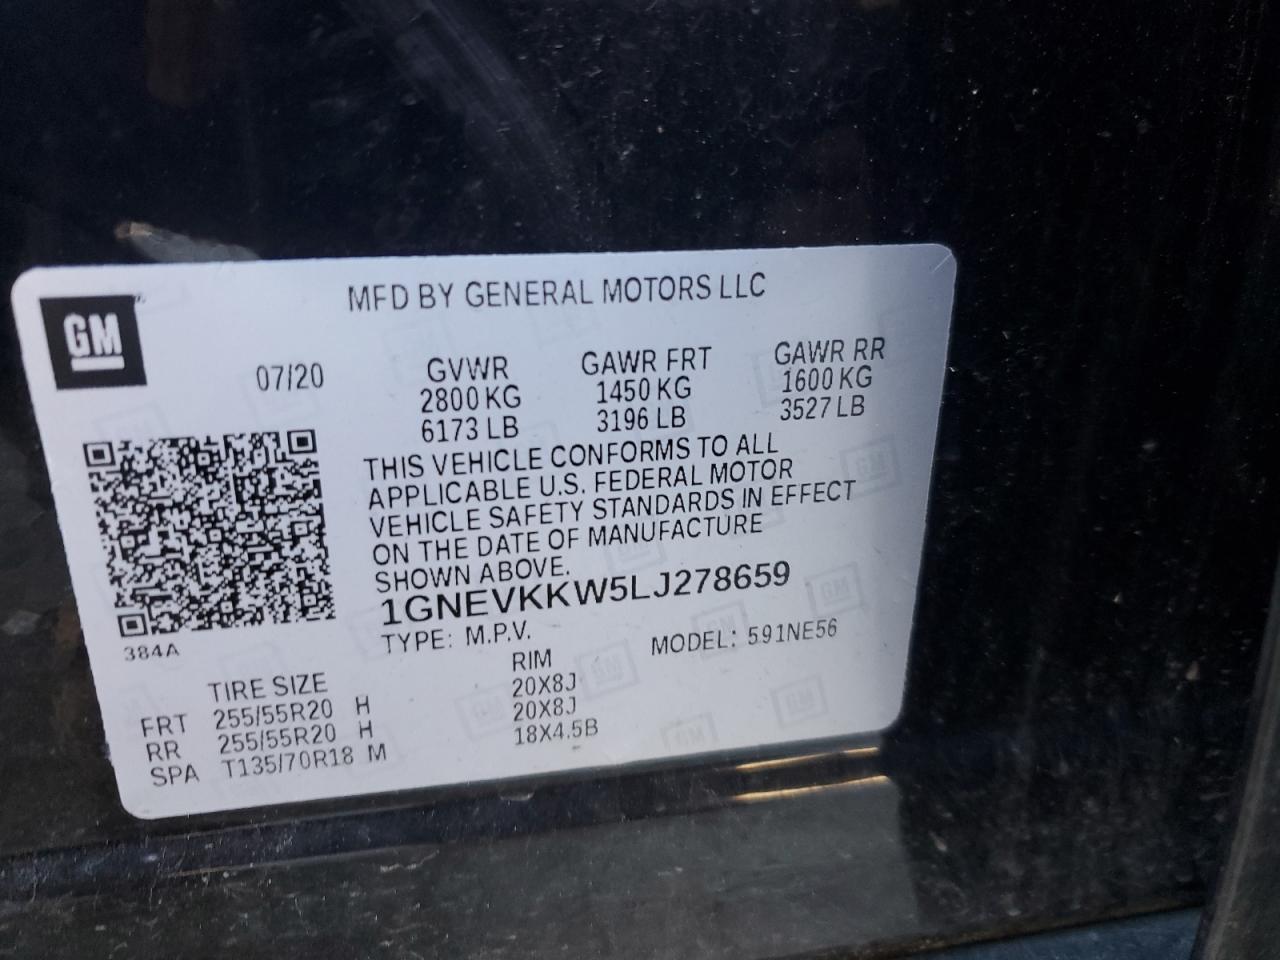 MFD BY GENERAL MOTORS LLC
GM
07/20
GVWR GAWR FRT GAWR RR
2800 KG 1450 KG 1600 KG
6173 LB 3196 LB 3527 LB
THIS VEHICLE CONFORMS TO ALL
APPLICABLE U.S. FEDERAL MOTOR
VEHICLE SAFETY STANDARDS IN EFFECT
ON THE DATE OF MANUFACTURE
SHOWN ABOVE.
1GNEVKKW5LJ278659
TYPE: M.P.V. MODEL: 591NE56
384A
TIRE SIZE RIM
FRT 255/55R20 H 20X8J
RR 255/55R20 H 20X8J
SPA T135/70R18 M 18X4.5B